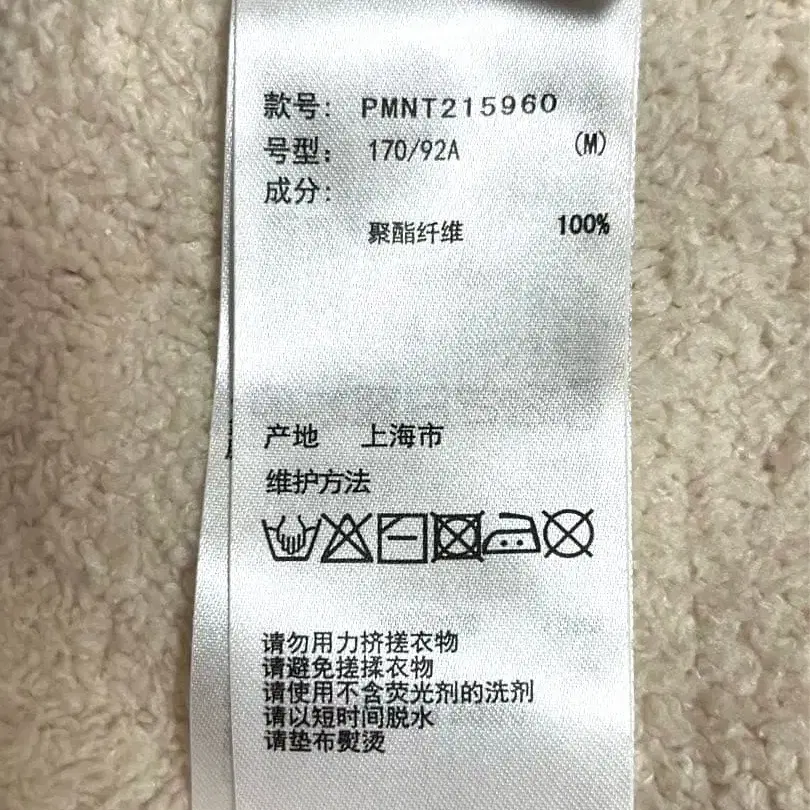 款号: PMNT215960
号型: 170/92A (M)
成分:
聚酯纤维 100%
产地 上海市
维护方法
请勿用力挤搓衣物
请避免搓揉衣物
请使用不含荧光剂的洗剂
请以短时间脱水
请垫布熨烫